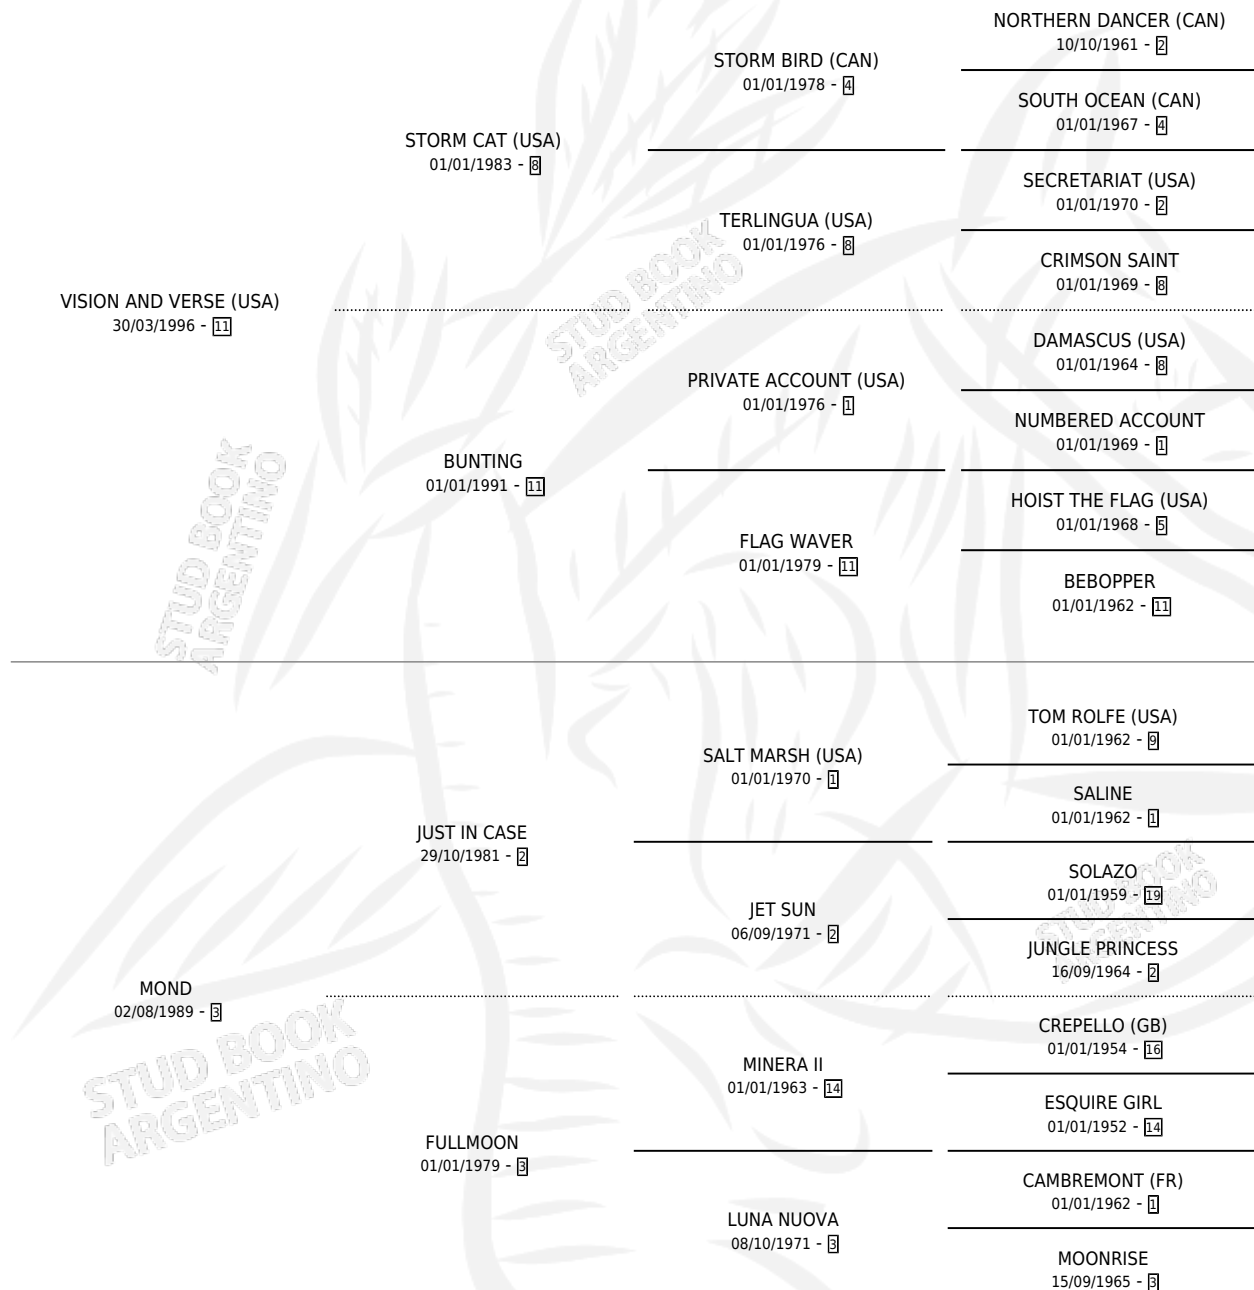 NORTHERN DANCER (CAN)
10/10/1961 - 2
STORM BIRD (CAN)
01/01/1978 - 4
SOUTH OCEAN (CAN)
01/01/1967 - 4
STORM CAT (USA)
01/01/1983 - 8
SECRETARIAT (USA)
01/01/1970 - 2
TERLINGUA (USA)
01/01/1976 - 8
CRIMSON SAINT
01/01/1969 - 8
VISION AND VERSE (USA)
30/03/1996 - 11
DAMASCUS (USA)
01/01/1964 - 8
PRIVATE ACCOUNT (USA)
01/01/1976 - 1
NUMBERED ACCOUNT
01/01/1969 - 1
BUNTING
01/01/1991 - 11
HOIST THE FLAG (USA)
01/01/1968 - 5
FLAG WAVER
01/01/1979 - 11
BEBOPPER
01/01/1962 - 11
TOM ROLFE (USA)
01/01/1962 - 9
SALT MARSH (USA)
01/01/1970 - 1
SALINE
01/01/1962 - 1
JUST IN CASE
29/10/1981 - 2
SOLAZO
01/01/1959 - 19
JET SUN
06/09/1971 - 2
JUNGLE PRINCESS
16/09/1964 - 2
MOND
02/08/1989 - 3
CREPELLO (GB)
01/01/1954 - 16
MINERA II
01/01/1963 - 14
ESQUIRE GIRL
01/01/1952 - 14
FULLMOON
01/01/1979 - 3
CAMBREMONT (FR)
01/01/1962 - 1
LUNA NUOVA
08/10/1971 - 3
MOONRISE
15/09/1965 - 3
STUD BOOK
ARGENTINO
STUD BOOK
ARGENTINO
STUD BOOK
ARGENTINO
STUD BOOK
ARGENTINO